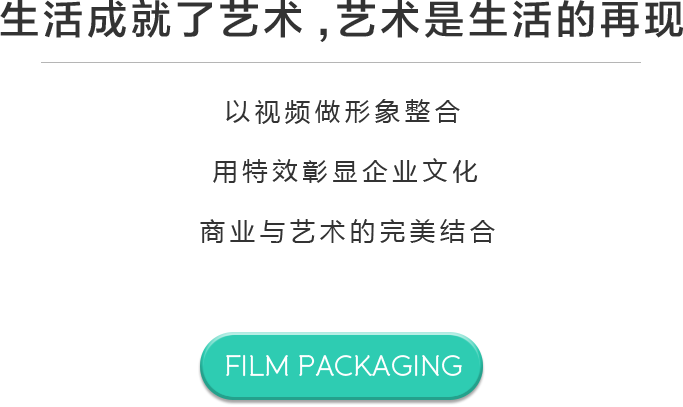 生活成就了艺术,艺术是生活的再现
以视频做形象整合
用特效彰显企业文化
商业与艺术的完美结合
FILM PACKAGING